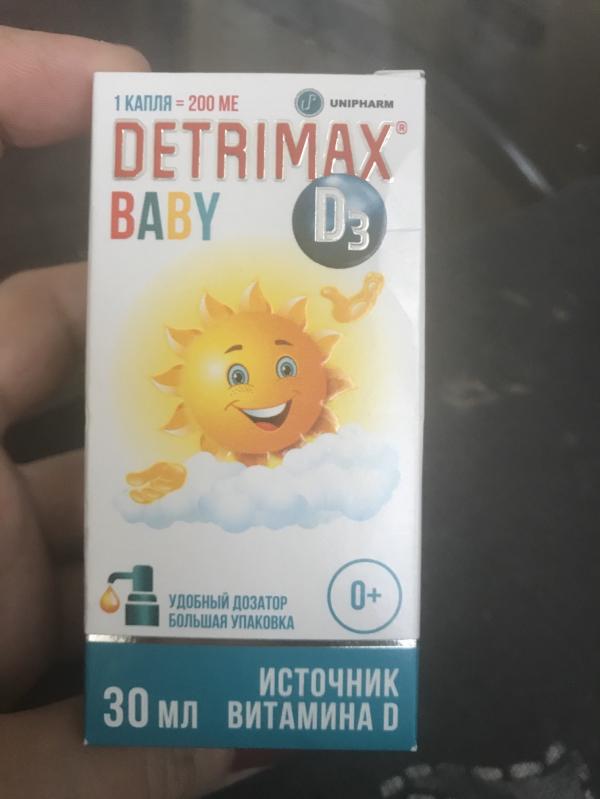 1 КАПЛЯ = 200 МЕ
UNIPHARM
DETRIMAX®
BABY
D3
УДОБНЫЙ ДОЗАТОР
БОЛЬШАЯ УПАКОВКА
0+
30 МЛ
ИСТОЧНИК
ВИТАМИНА D